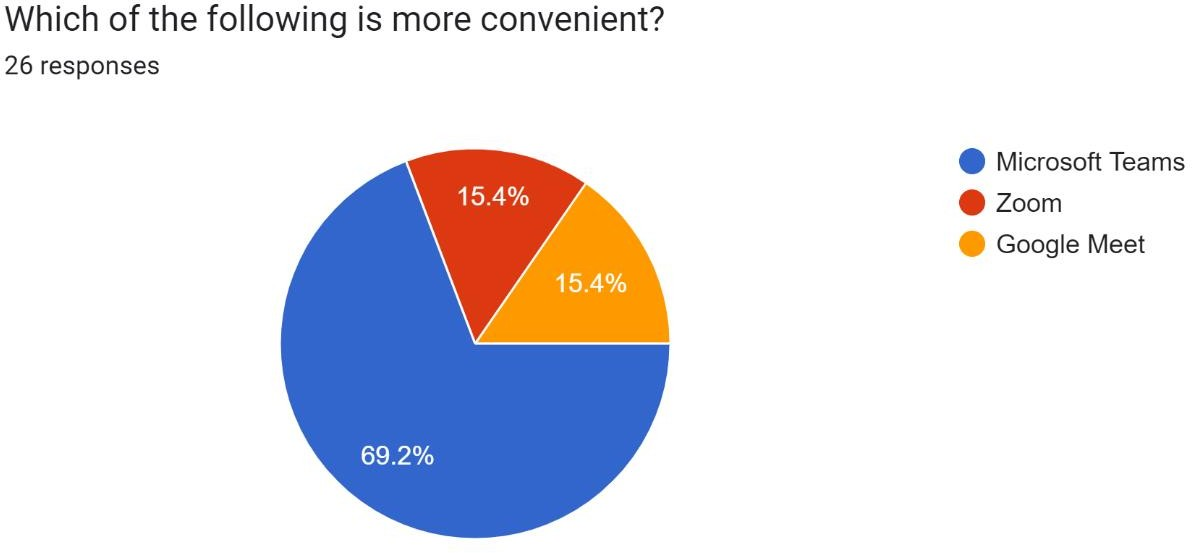 Which of the following is more convenient?
26 responses
15.4%
15.4%
69.2%
Microsoft Teams
Zoom
Google Meet